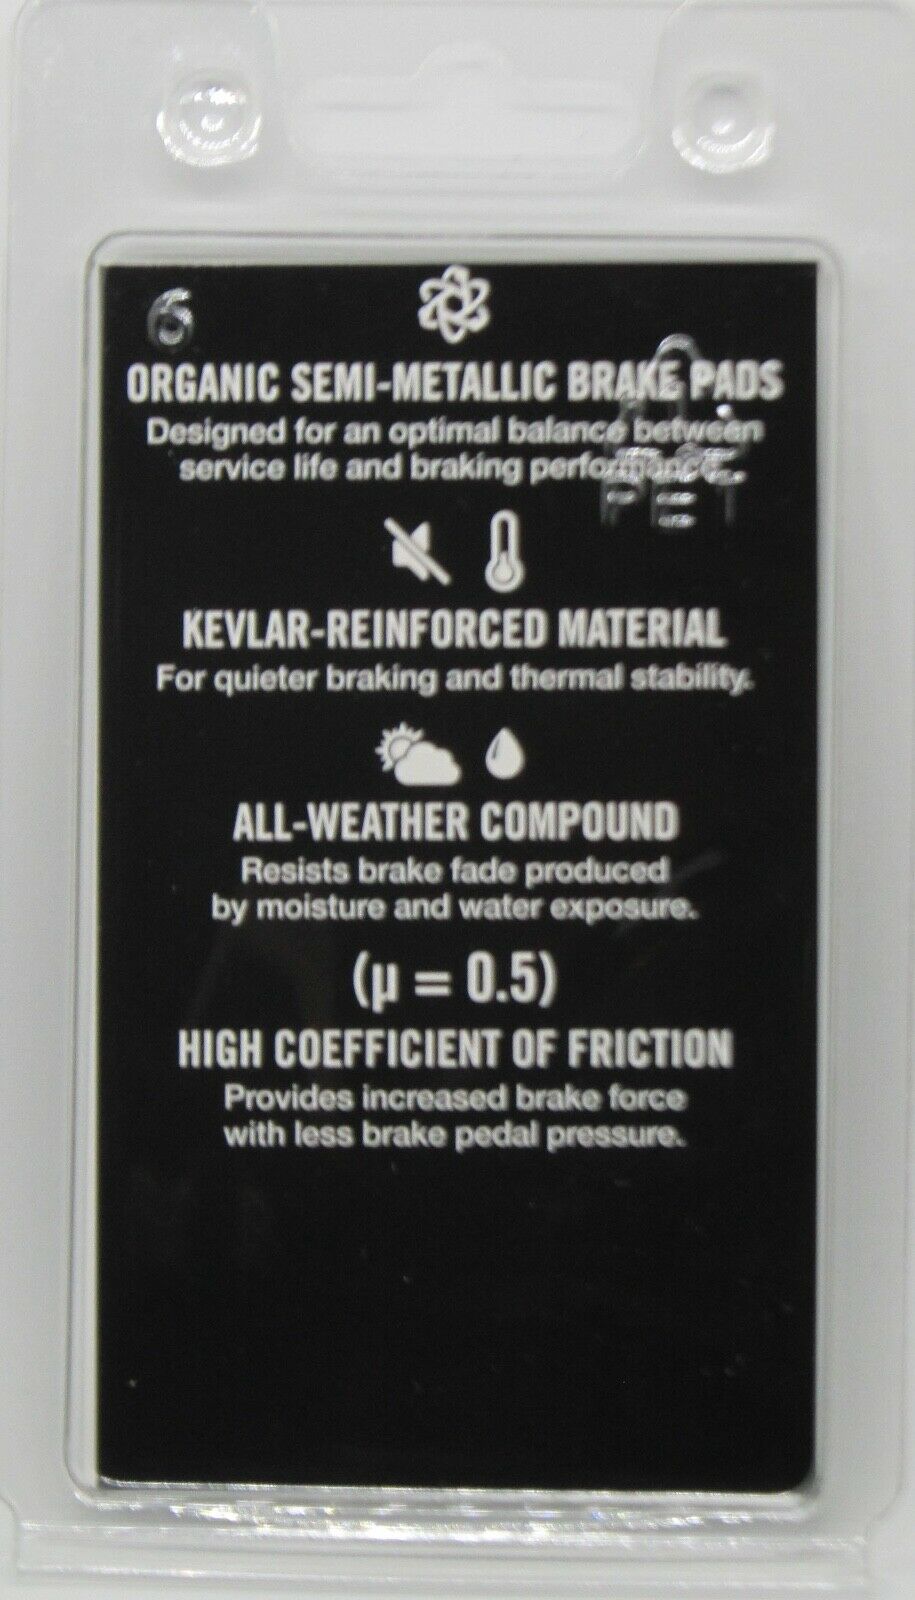 6
ORGANIC SEMI-METALLIC BRAKE PADS
Designed for an optimal balance between
service life and braking performance.
PET
KEVLAR-REINFORCED MATERIAL
For quieter braking and thermal stability.
ALL-WEATHER COMPOUND
Resists brake fade produced
by moisture and water exposure.
(μ = 0.5)
HIGH COEFFICIENT OF FRICTION
Provides increased brake force
with less brake pedal pressure.